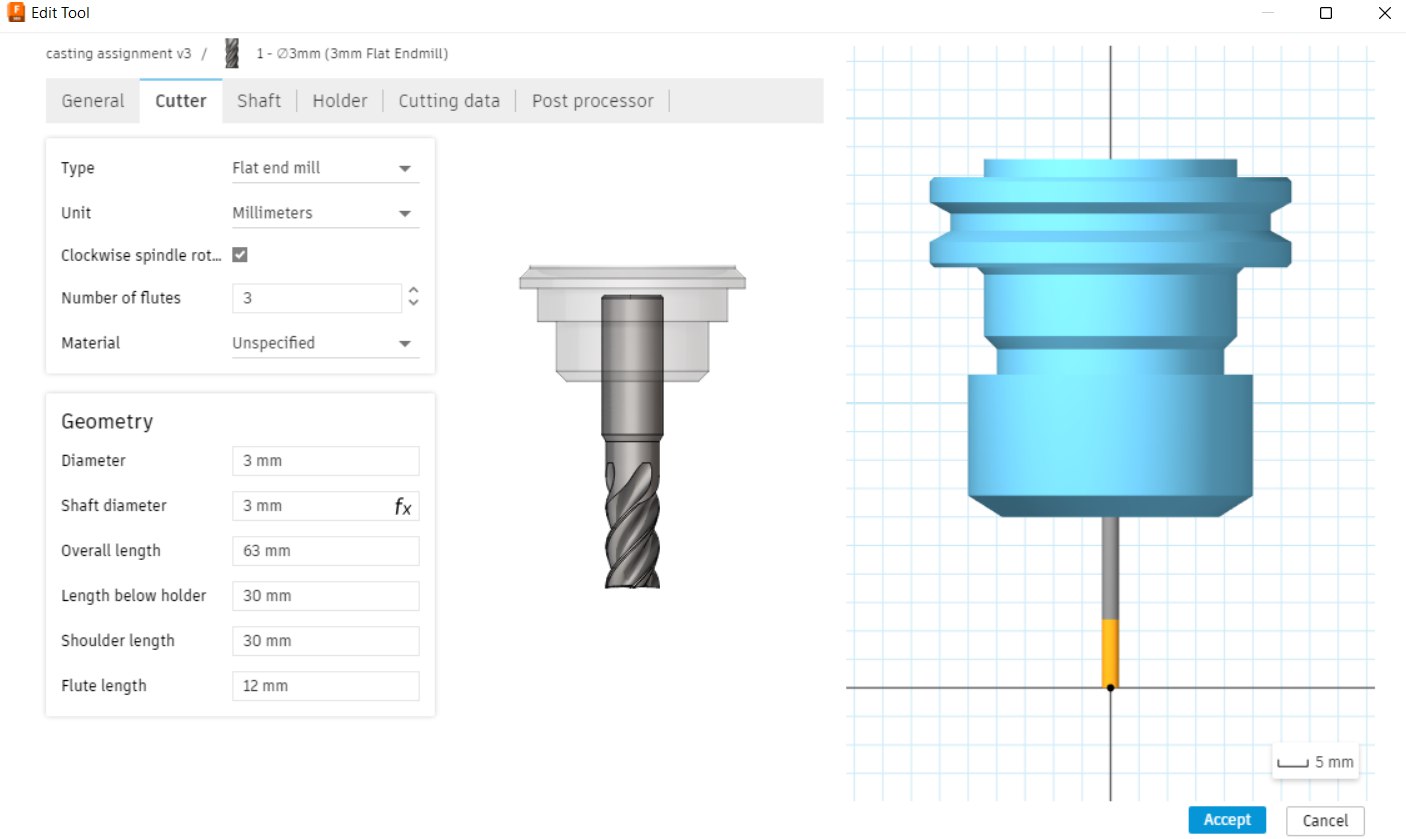 Edit Tool
casting assignment v3 / 1 - Ø3mm (3mm Flat Endmill)
General Cutter Shaft Holder Cutting data Post processor
Type Flat end mill
Unit Millimeters
Clockwise spindle rot...
Number of flutes 3
Material Unspecified
Geometry
Diameter 3 mm
Shaft diameter 3 mm fx
Overall length 63 mm
Length below holder 30 mm
Shoulder length 30 mm
Flute length 12 mm
5 mm
Accept Cancel